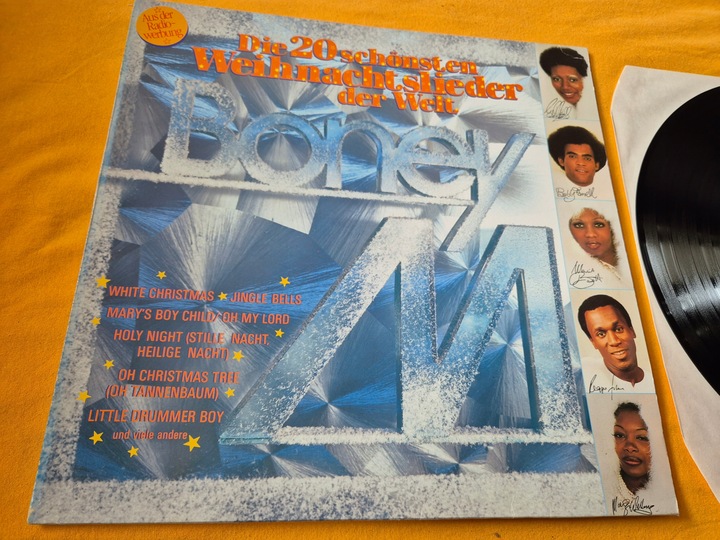 Aus der
Radio-
werbung
Die 20 schönsten
Weihnachtslieder
der Welt
Boney
M
WHITE CHRISTMAS ★ JINGLE BELLS
MARY'S BOY CHILD/OH MY LORD
HOLY NIGHT (STILLE NACHT,
HEILIGE NACHT)
OH CHRISTMAS TREE
(OH TANNENBAUM)
LITTLE DRUMMER BOY
und viele andere